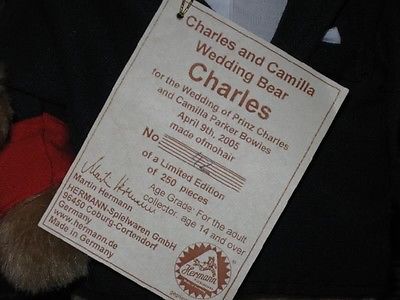 Charles and Camilla
Wedding Bear
Charles
for the Wedding of Prinz Charles
and Camilla Parker Bowles
April 9th, 2005
made ofmohair
No
of a Limited Edition
of 250 pieces
Age Grade: For the adult
collector, age 14 and over
Martin Hermann
HERMANN-Spielwaren GmbH
96450 Coburg-Cortendorf
Germany
www.hermann.de
Made in Germany
Hermann